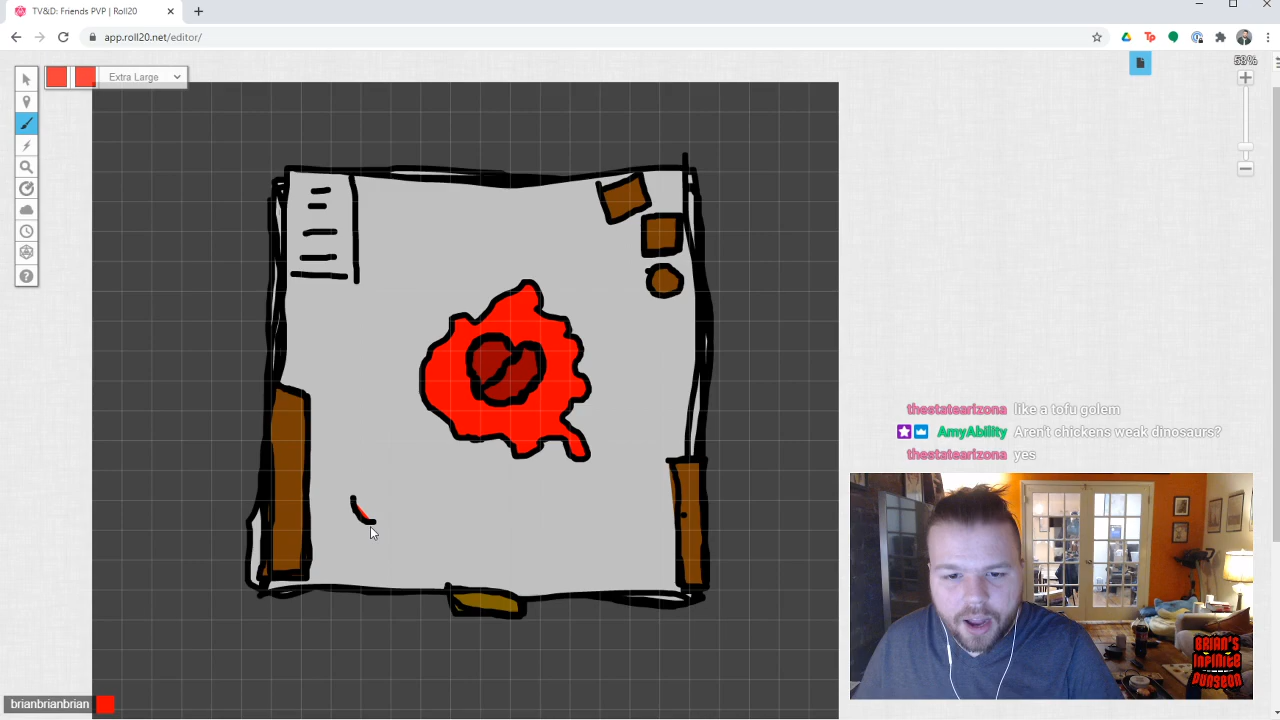 TV&D: Friends PVP | Roll20
app.roll20.net/editor/
Extra Large
58%
thestatearizona like a tofu golem
AmyAbility Aren't chickens weak dinosaurs?
thestatearizona yes
BRIAN'S
INFINITE
DUNGEON
brianbrianbrian